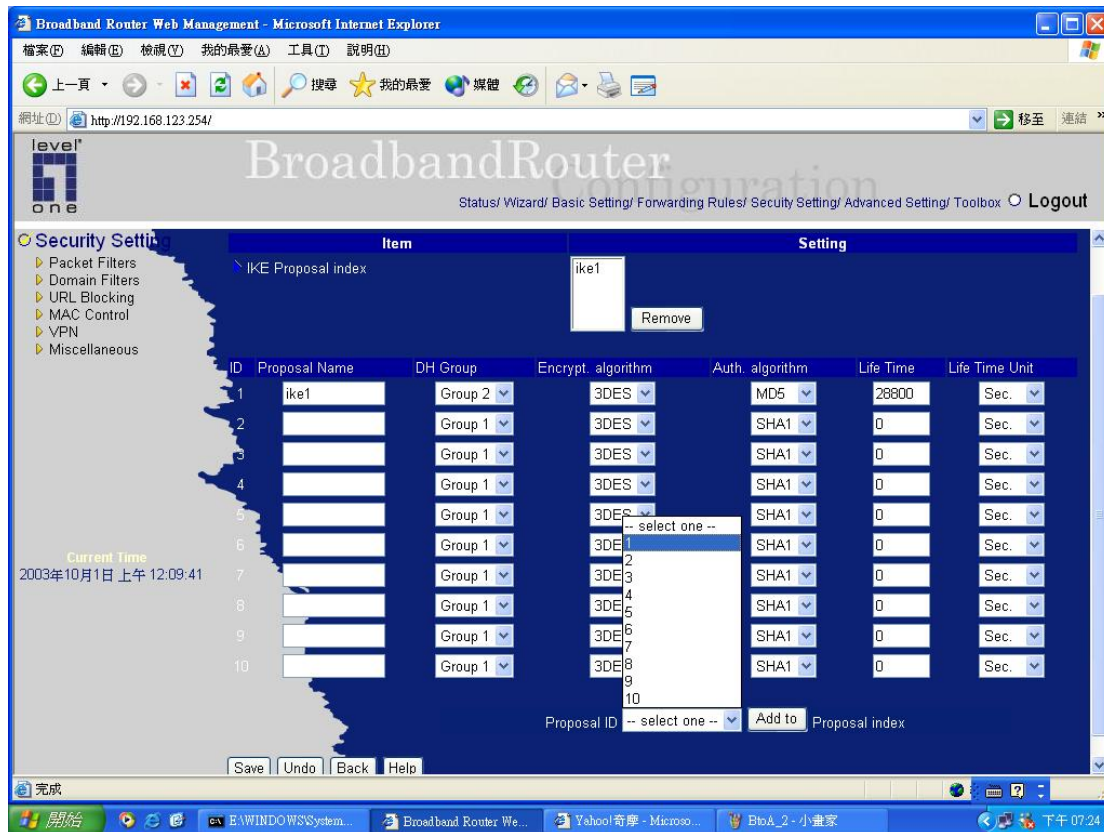 Broadband Router Web Management - Microsoft Internet Explorer
檔案(F) 編輯(E) 檢視(V) 我的最愛(A) 工具(T) 說明(H)
上一頁 搜尋 我的最愛 媒體
網址(D) http://192.168.123.254/ 移至 連結 »
level one
BroadbandRouter
Configuration
Status/ Wizard/ Basic Setting/ Forwarding Rules/ Secuity Setting/ Advanced Setting/ Toolbox Logout
Security Setting
Packet Filters
Domain Filters
URL Blocking
MAC Control
VPN
Miscellaneous
Current Time
2003年10月1日 上午 12:09:41
Item Setting
IKE Proposal index ike1 Remove
ID Proposal Name DH Group Encrypt. algorithm Auth. algorithm Life Time Life Time Unit
1 ike1 Group 2 3DES MD5 28800 Sec.
2 Group 1 3DES SHA1 0 Sec.
3 Group 1 3DES SHA1 0 Sec.
4 Group 1 3DES SHA1 0 Sec.
5 Group 1 3DES SHA1 0 Sec.
6 Group 1 3DE SHA1 0 Sec.
7 Group 1 3DE SHA1 0 Sec.
8 Group 1 3DE SHA1 0 Sec.
9 Group 1 3DE SHA1 0 Sec.
10 Group 1 3DE SHA1 0 Sec.
-- select one --
1
2
3
4
5
6
7
8
9
10
Proposal ID -- select one -- Add to Proposal index
Save Undo Back Help
完成
開始 E:\WINDOWS\System... Broadband Router We... Yahoo!奇摩 - Microso... BtoA_2 - 小畫家 下午 07:24